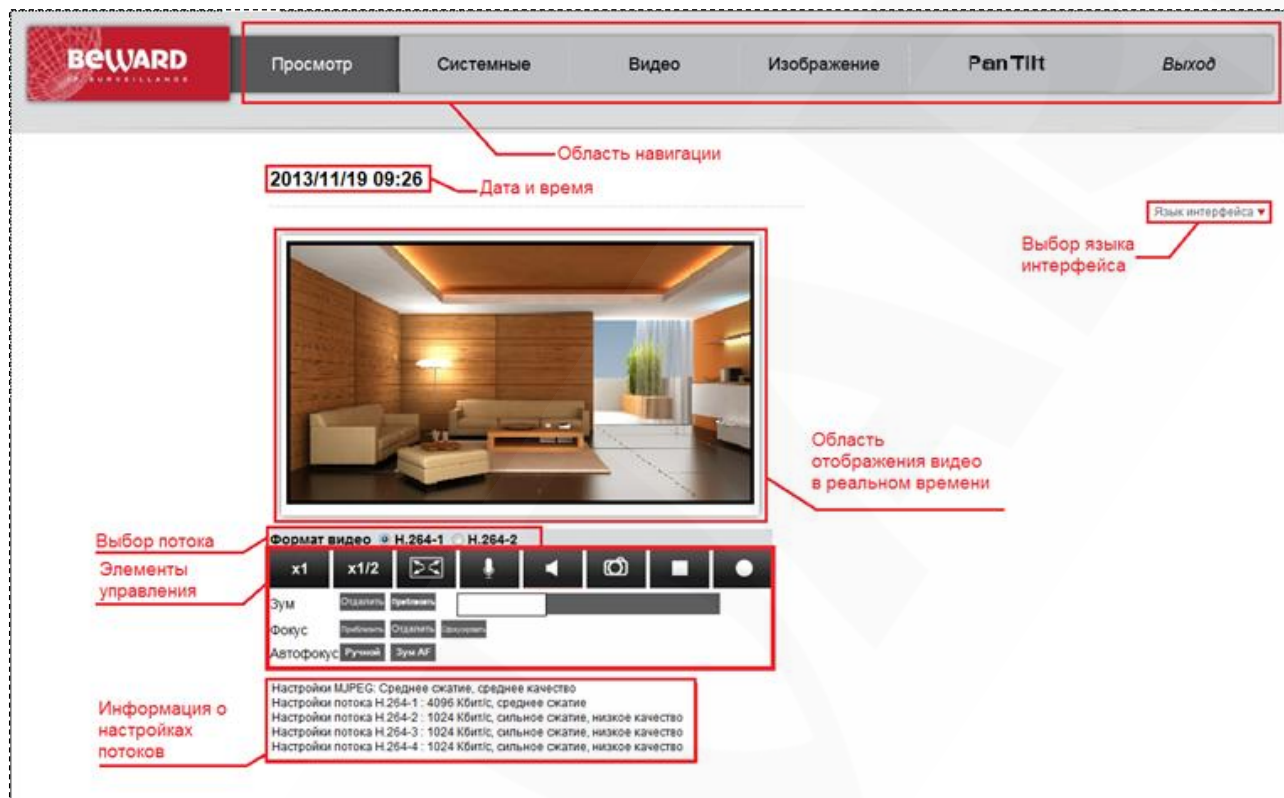 BEWARD
IP SURVEILLANCE
Просмотр
Системные
Видео
Изображение
Pan Tilt
Выход
Область навигации
2013/11/19 09:26
Дата и время
Язык интерфейса
Выбор языка
интерфейса
Область
отображения видео
в реальном времени
Выбор потока
Формат видео H.264-1 H.264-2
Элементы
управления
x1 x1/2
Зум Отдалить Приблизить
Фокус Приблизить Отдалить
Автофокус Ручной Зум AF
Информация о
настройках
потоков
Настройки MJPEG: Среднее сжатие, среднее качество
Настройки потока H.264-1 : 4096 Кбит/с, среднее сжатие
Настройки потока H.264-2 : 1024 Кбит/с, сильное сжатие, низкое качество
Настройки потока H.264-3 : 1024 Кбит/с, сильное сжатие, низкое качество
Настройки потока H.264-4 : 1024 Кбит/с, сильное сжатие, низкое качество